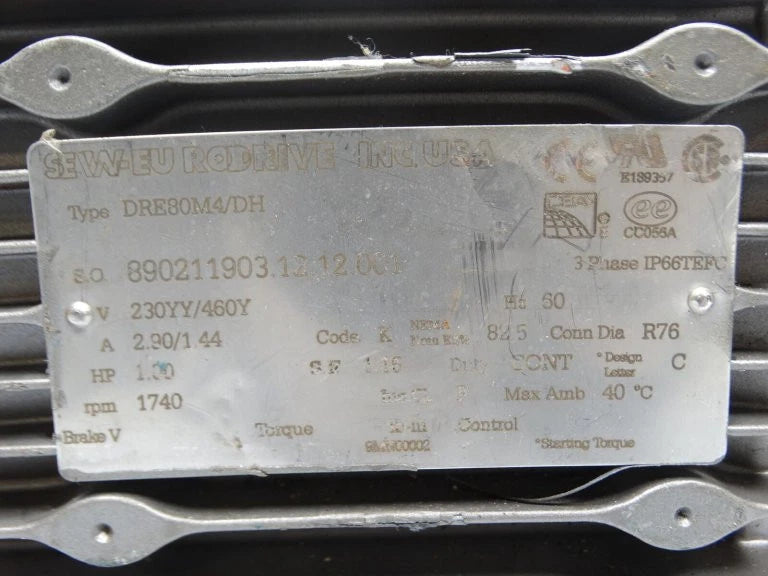 SEW-EURODRIVE INC. USA
E189357
Type DRE80M4/DH
ee
CC056A
S.O. 890211903.12.12.001
3 Phase IP66TEFC
V 230YY/460Y Hz 60
A 2.90/1.44 Code K NEMA Nom Eff% 82.5 Conn Dia R76
HP 1.00 S.F. 1.15 Duty CONT *Design Letter C
rpm 1740 Max Amb 40 °C
Brake V Torque Control
*Starting Torque